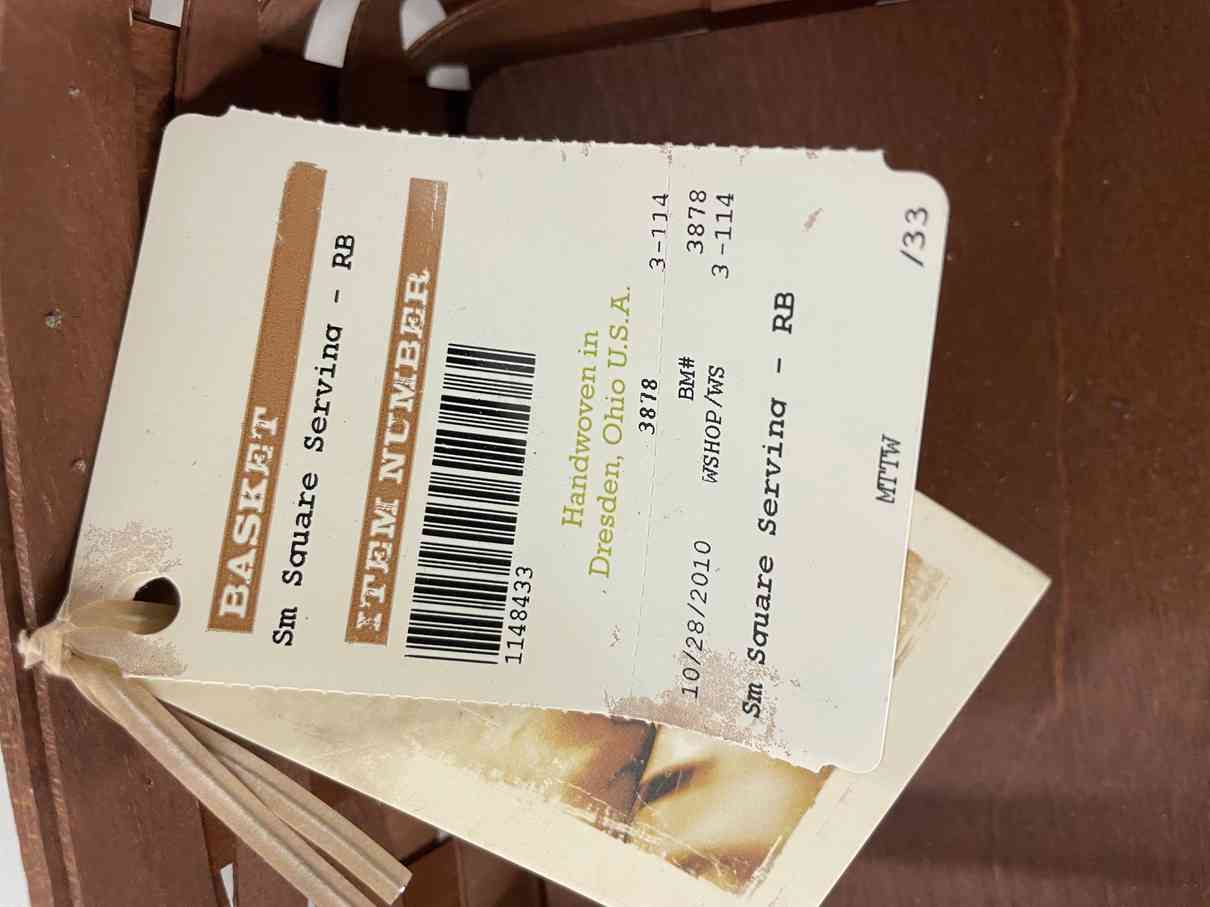 BASKET
Sm Square Serving - RB
ITEM NUMBER
1148433
Handwoven in
Dresden, Ohio U.S.A.
3878 3-114
10/28/2010 BM# 3878
WSHOP/WS 3-114
Sm Square Serving - RB
MTTW /33